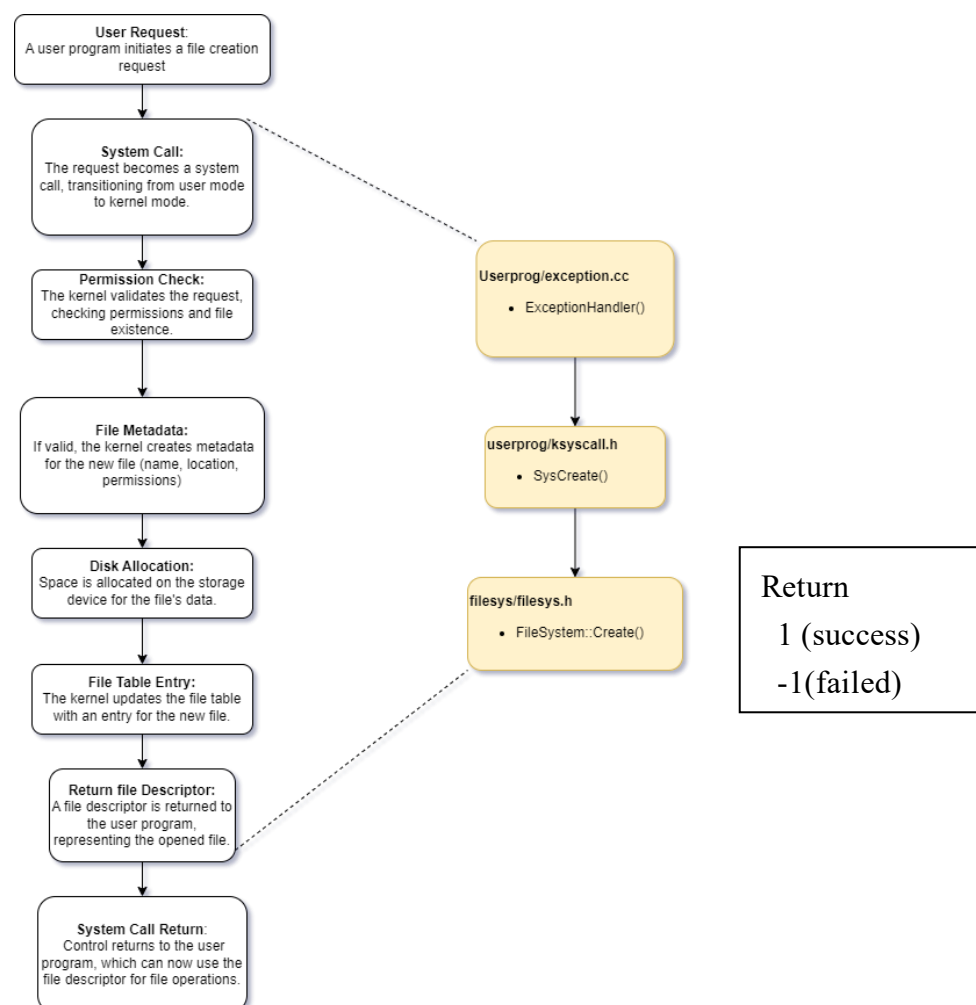 User Request:
A user program initiates a file creation
request
System Call:
The request becomes a system
call, transitioning from user mode
to kernel mode.
Permission Check:
The kernel validates the request,
checking permissions and file
existence.
File Metadata:
If valid, the kernel creates metadata
for the new file (name, location,
permissions)
Disk Allocation:
Space is allocated on the storage
device for the file's data.
File Table Entry:
The kernel updates the file table
with an entry for the new file.
Return file Descriptor:
A file descriptor is returned to
the user program,
representing the opened file.
System Call Return:
Control returns to the user
program, which can now use the
file descriptor for file operations.
Userprog/exception.cc
• ExceptionHandler()
userprog/ksyscall.h
• SysCreate()
filesys/filesys.h
• FileSystem::Create()
Return
1 (success)
-1(failed)